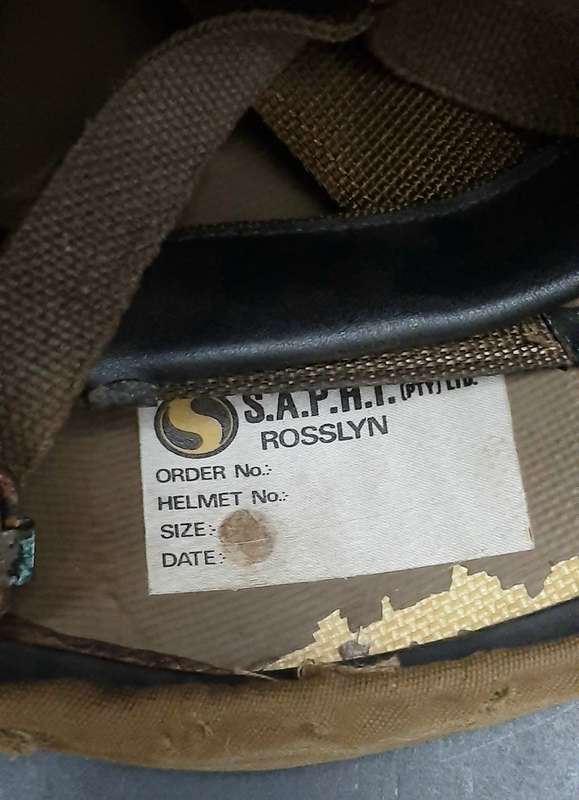 S.A.P.H.I. (PTY) LTD.
ROSSLYN
ORDER No.:-
HELMET No.:-
SIZE:-
DATE:-